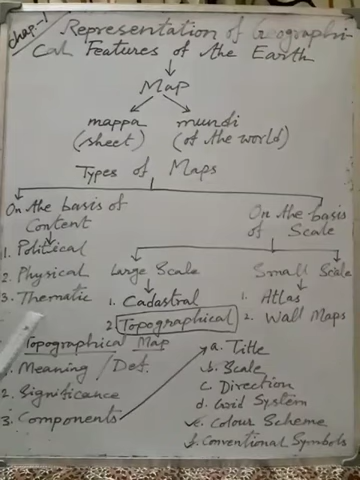 Chap-1
Representation of Geographi-
cal Features of the Earth
Map
mappa mundi
(sheet) (of the world)
Types of Maps
On the basis of Content
1. Political
2. Physical
3. Thematic
On the basis of Scale
Large Scale
1. Cadastral
2. Topographical
Small Scale
1. Atlas
2. Wall Maps
Topographical Map
1. Meaning / Def.
2. Significance
3. Components
a. Title
b. Scale
c. Direction
d. Grid System
e. Colour Scheme
f. Conventional Symbols